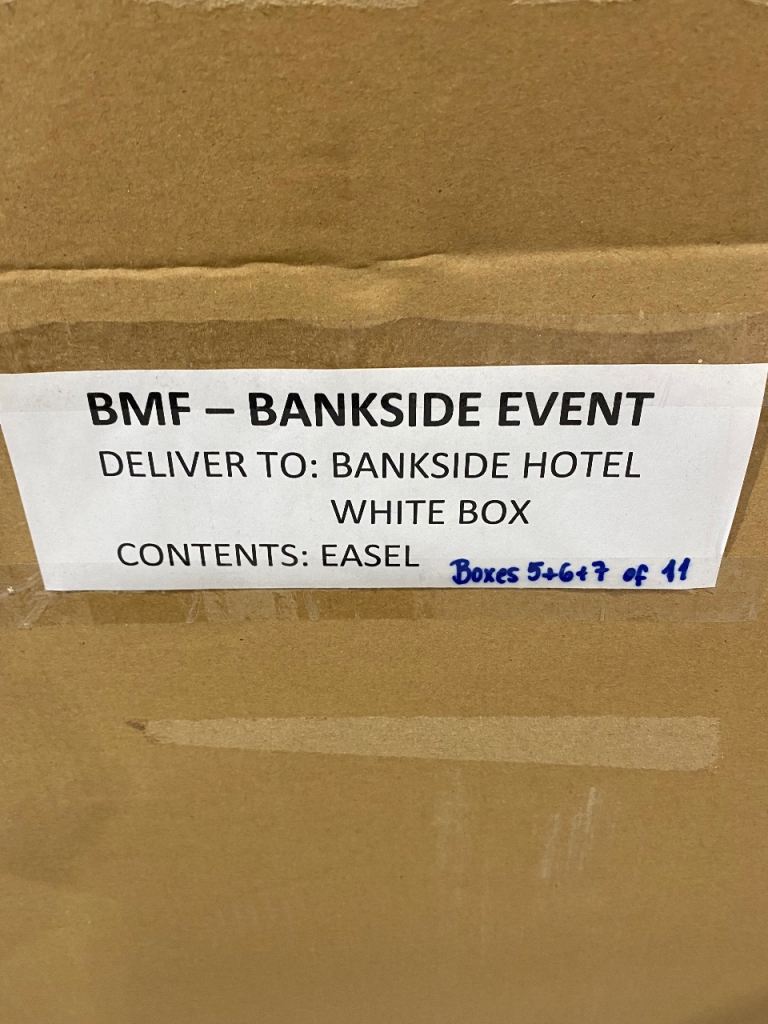 BMF – BANKSIDE EVENT
DELIVER TO: BANKSIDE HOTEL
WHITE BOX
CONTENTS: EASEL
Boxes 5+6+7 of 11